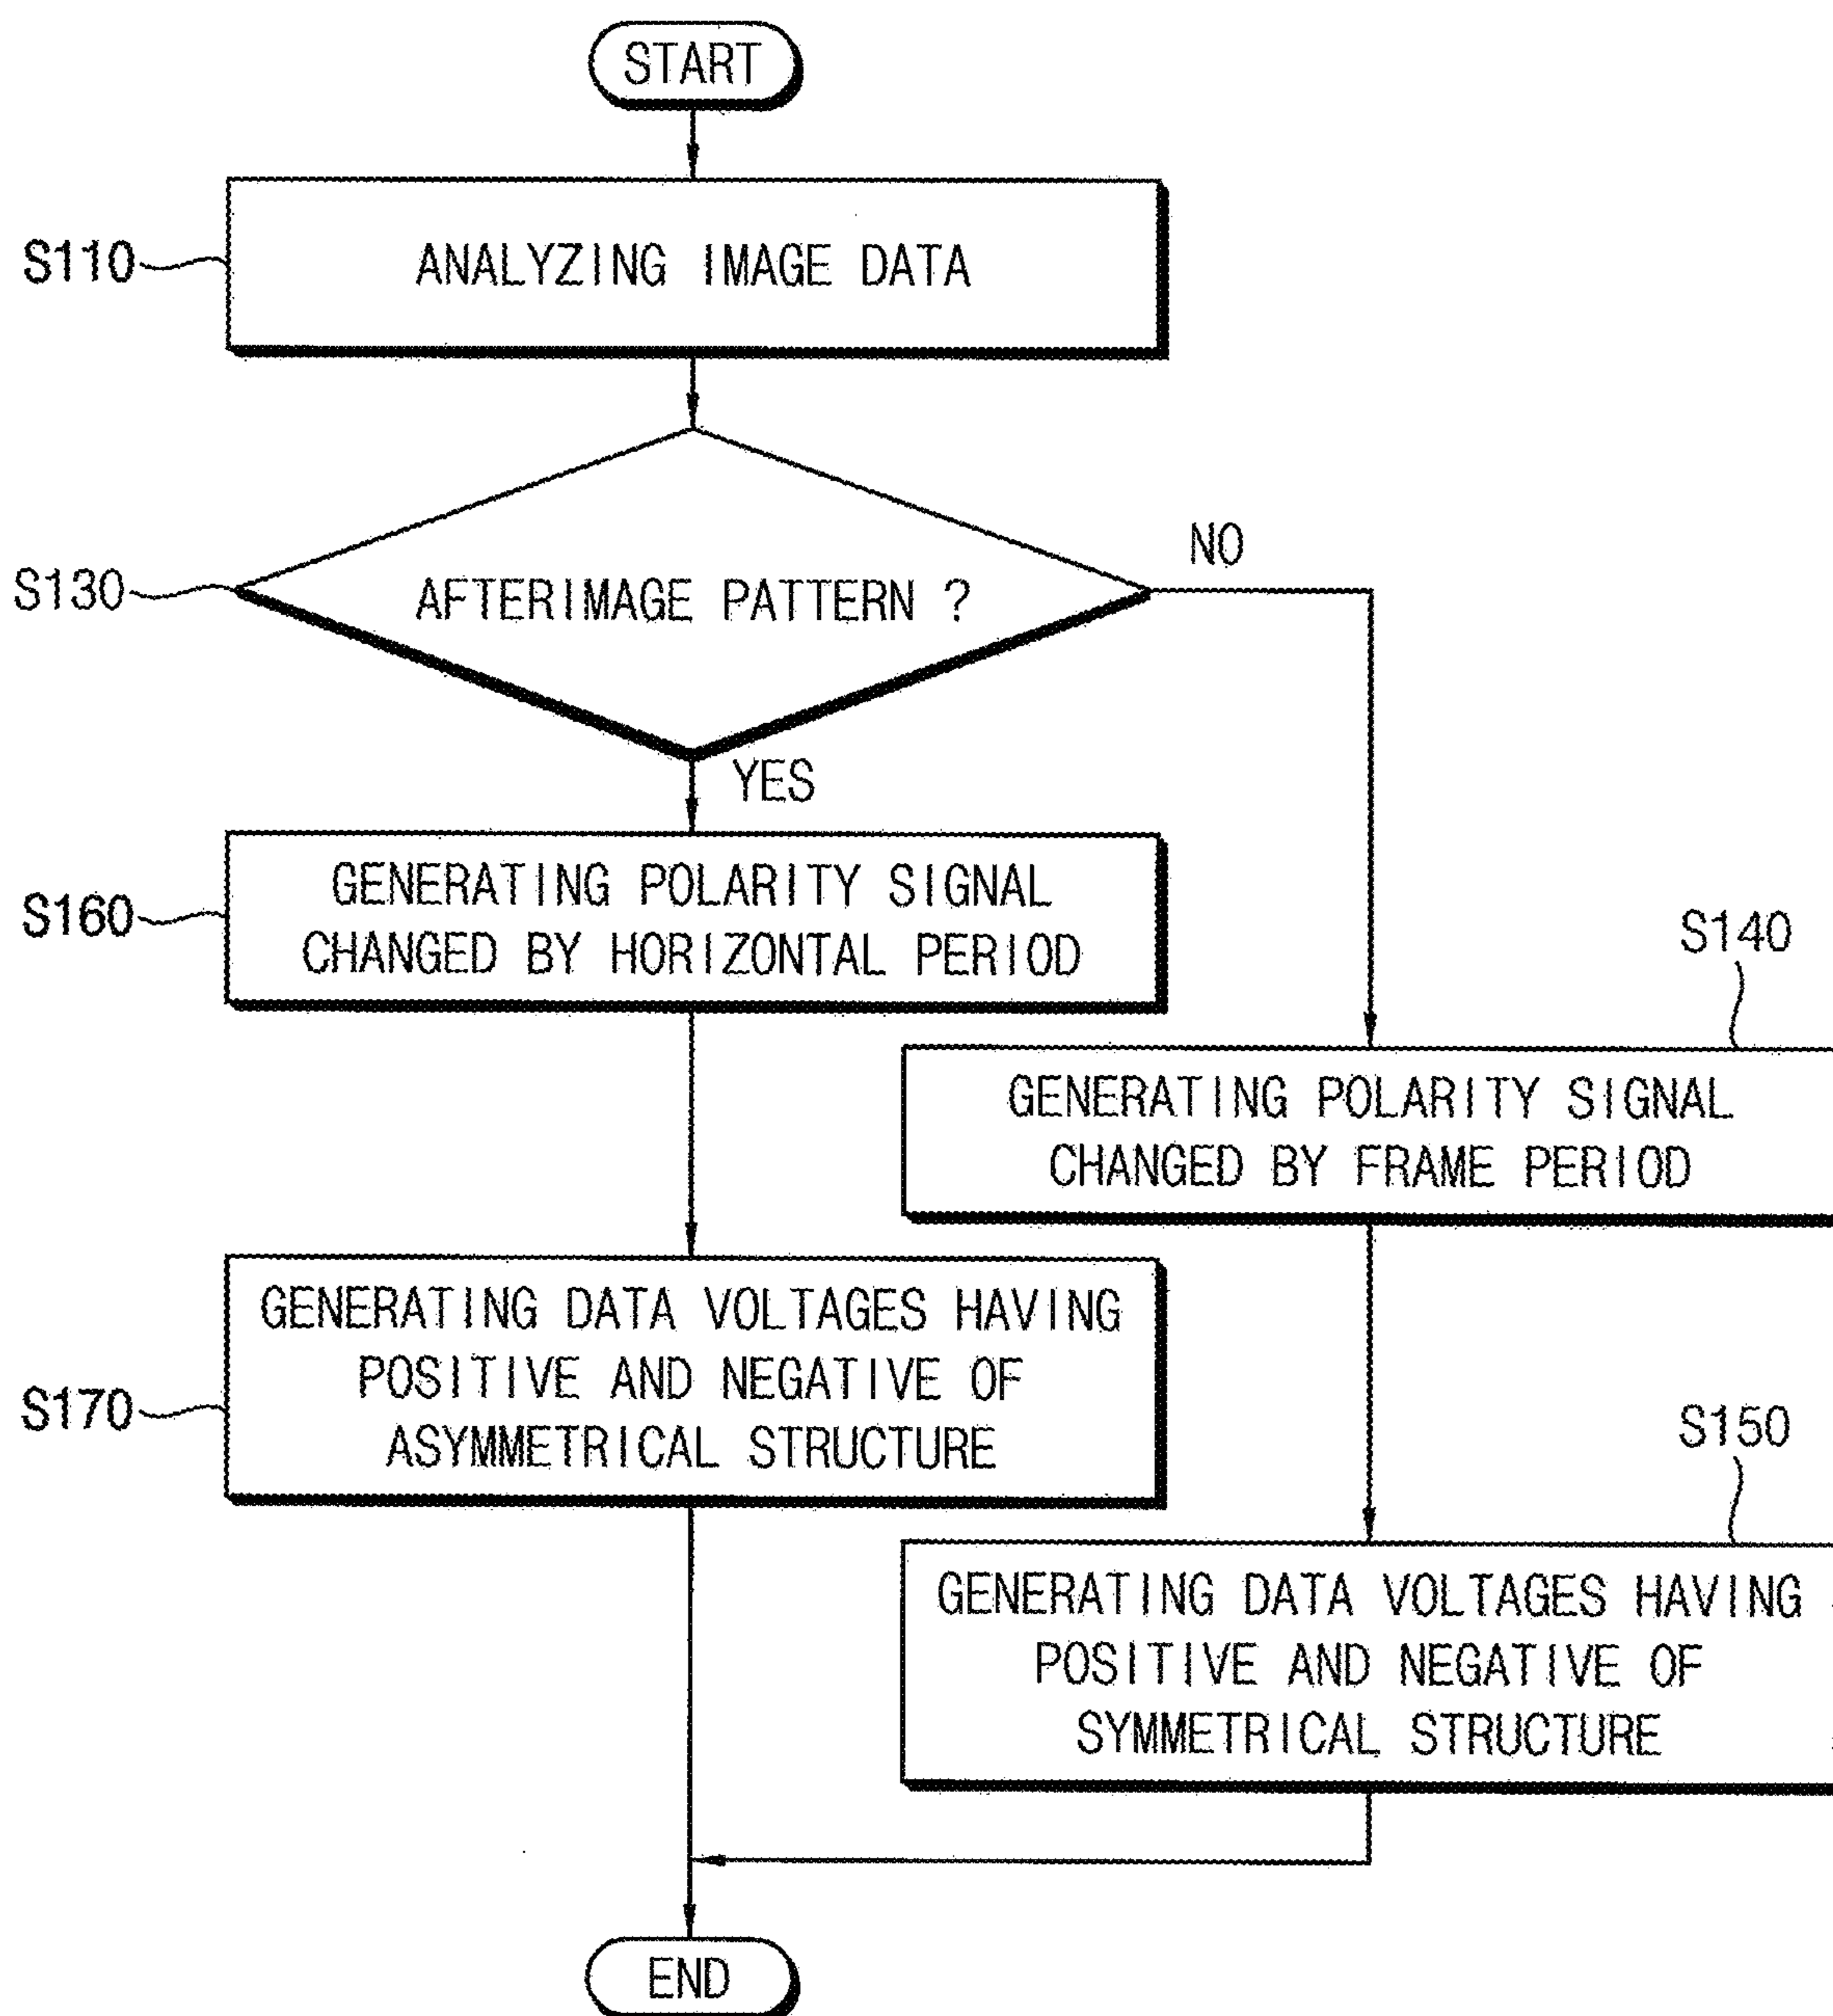 START
S110
ANALYZING IMAGE DATA
S130
AFTERIMAGE PATTERN ?
NO
YES
S160
GENERATING POLARITY SIGNAL
CHANGED BY HORIZONTAL PERIOD
S140
GENERATING POLARITY SIGNAL
CHANGED BY FRAME PERIOD
S170
GENERATING DATA VOLTAGES HAVING
POSITIVE AND NEGATIVE OF
ASYMMETRICAL STRUCTURE
S150
GENERATING DATA VOLTAGES HAVING
POSITIVE AND NEGATIVE OF
SYMMETRICAL STRUCTURE
END